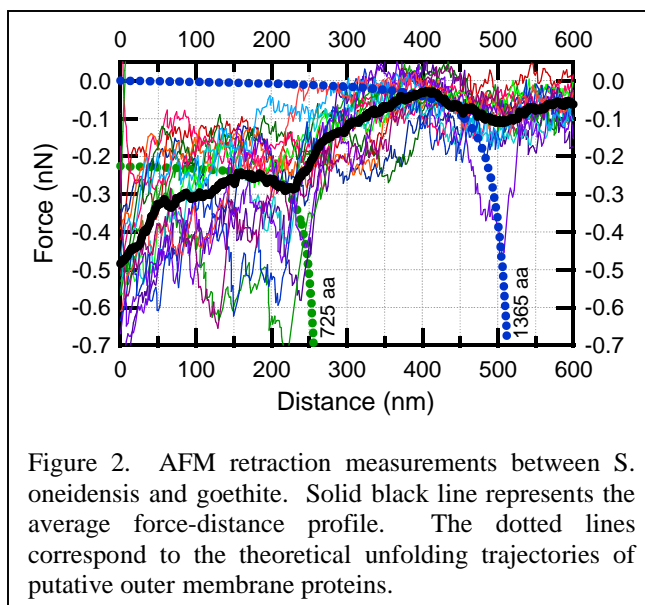 0 100 200 300 400 500 600
0.0 0.0
-0.1 -0.1
-0.2 -0.2
-0.3 -0.3
-0.4 -0.4
-0.5 -0.5
-0.6 -0.6
-0.7 -0.7
Force (nN)
725 aa
1365 aa
0 100 200 300 400 500 600
Distance (nm)
Figure 2. AFM retraction measurements between S.
oneidensis and goethite. Solid black line represents the
average force-distance profile. The dotted lines
correspond to the theoretical unfolding trajectories of
putative outer membrane proteins.